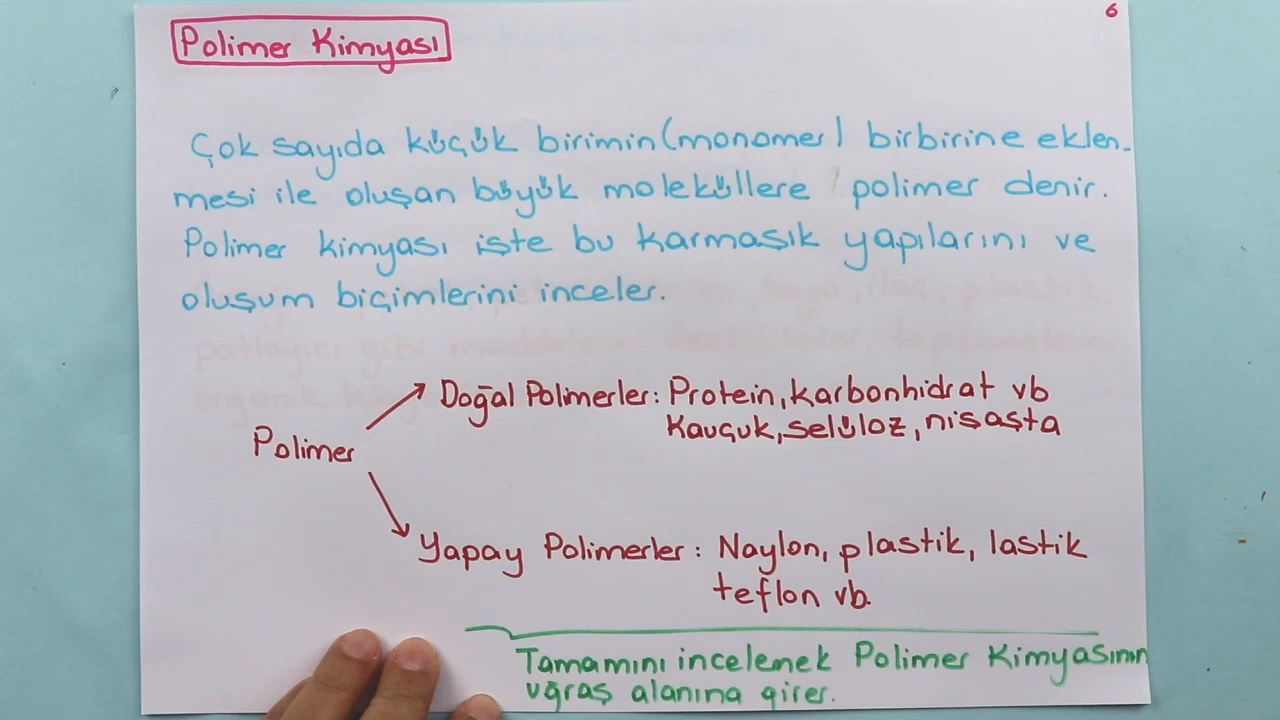 6
Polimer Kimyası
Çok sayıda küçük birimin (monomer) birbirine eklen-
mesi ile oluşan büyük moleküllere polimer denir.
Polimer kimyası işte bu karmaşık yapılarını ve
oluşum biçimlerini inceler.
Doğal Polimerler: Protein, karbonhidrat vb
Kauçuk, selüloz, nişaşta
Polimer
Yapay Polimerler: Naylon, plastik, lastik
teflon vb.
Tamamını incelemek Polimer Kimyasının
uğraş alanına girer.